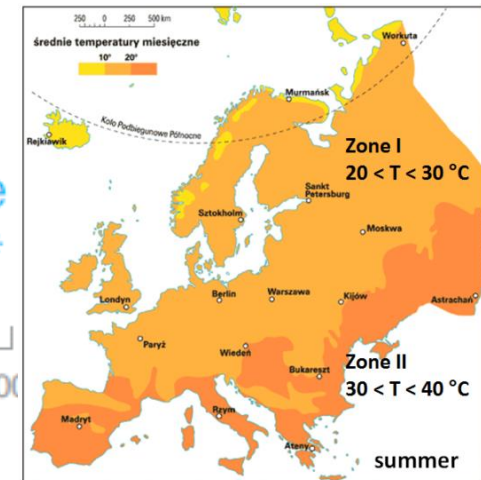 250 0 250 500 km
średnie temperatury miesięczne
10° 20°
Workuta
Murmańsk
Koło Podbiegunowe Północne
Rejkiawik
Zone I
20 < T < 30 °C
Sankt
Petersburg
Sztokholm
Moskwa
Berlin
Warszawa
Londyn
Kijów
Astrachań
Paryż
Wiedeń
Zone II
30 < T < 40 °C
Bukareszt
Madryt
Rzym
Ateny
summer